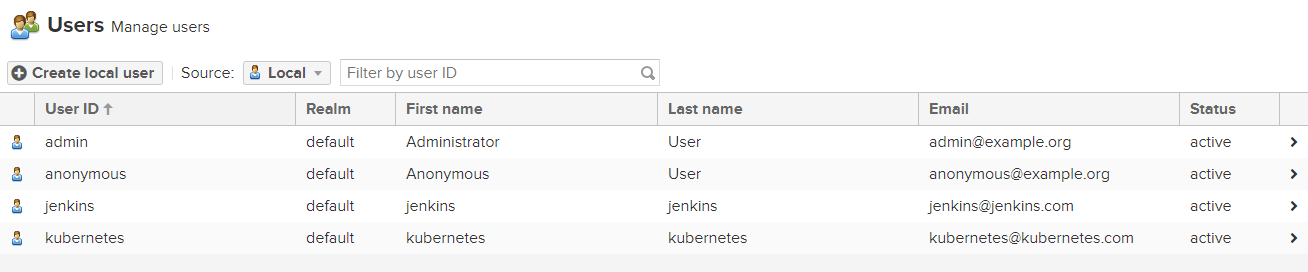 Users Manage users
Create local user Source: Local Filter by user ID
User ID Realm First name Last name Email Status
admin default Administrator User admin@example.org active
anonymous default Anonymous User anonymous@example.org active
jenkins default jenkins jenkins jenkins@jenkins.com active
kubernetes default kubernetes kubernetes kubernetes@kubernetes.com active